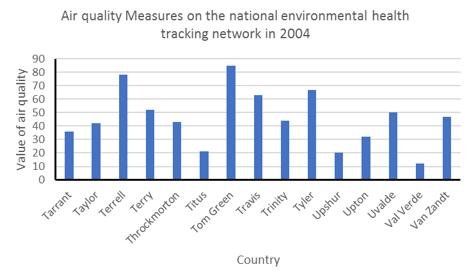 Air quality Measures on the national environmental health
tracking network in 2004
Value of air quality
90
80
70
60
50
40
30
20
10
0
Tarrant
Taylor
Terrell
Terry
Throckmorton
Titus
Tom Green
Travis
Trinity
Tyler
Upshur
Upton
Uvalde
Val Verde
Van Zandt
Country